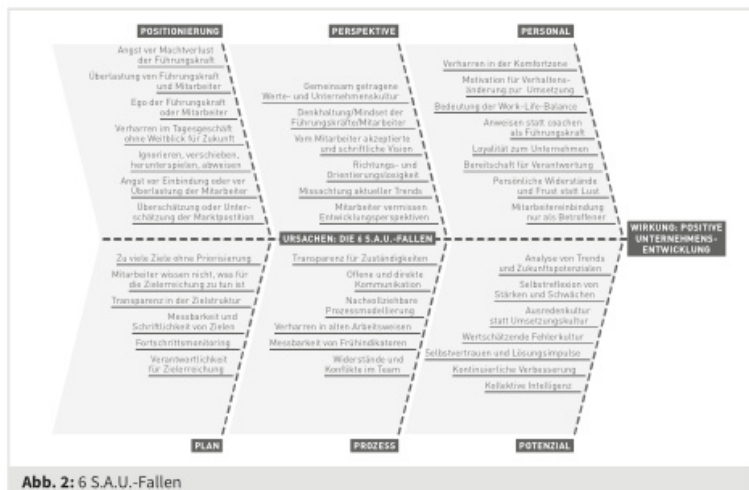 POSITIONIERUNG
Angst vor Machtverlust
der Führungskraft
Überlastung von Führungskraft
und Mitarbeiter
Ego der Führungskraft
oder Mitarbeiter
Verharren im Tagesgeschäft
ohne Weitblick für Zukunft
Ignorieren, verschieben,
herunterspielen, abweisen
Angst vor Einbindung oder vor
Überlastung der Mitarbeiter
Überschätzung oder Unter-
schätzung der Marktposition
PERSPEKTIVE
Gemeinsam getragene
Werte- und Unternehmenskultur
Denkhaltung/Mindset der
Führungskräfte/Mitarbeiter
Vom Mitarbeiter akzeptierte
und schriftliche Vision
Richtungs- und
Orientierungslosigkeit
Missachtung aktueller Trends
Mitarbeiter vermissen
Entwicklungsperspektiven
PERSONAL
Verharren in der Komfortzone
Motivation für Verhaltens-
änderung zur Umsetzung
Bedeutung der Work-Life-Balance
Anweisen statt coachen
als Führungskraft
Loyalität zum Unternehmen
Bereitschaft für Verantwortung
Persönliche Widerstände
und Frust statt Lust
Mitarbeitereinbindung
nur als Betroffener
URSACHEN: DIE 6 S.A.U.-FALLEN
WIRKUNG: POSITIVE
UNTERNEHMENS-
ENTWICKLUNG
Zu viele Ziele ohne Priorisierung
Mitarbeiter wissen nicht, was für
die Zielerreichung zu tun ist
Transparenz in der Zielstruktur
Messbarkeit und
Schriftlichkeit von Zielen
Fortschrittsmonitoring
Verantwortlichkeit
für Zielerreichung
PLAN
Transparenz für Zuständigkeiten
Offene und direkte
Kommunikation
Nachvollziehbare
Prozessmodellierung
Verharren in alten Arbeitsweisen
Messbarkeit von Frühindikatoren
Widerstände und
Konflikte im Team
PROZESS
Analyse von Trends
und Zukunftspotenzialen
Selbstreflexion von
Stärken und Schwächen
Ausredenkultur
statt Umsetzungskultur
Wertschätzende Fehlerkultur
Selbstvertrauen und Lösungsimpulse
Kontinuierliche Verbesserung
Kollektive Intelligenz
POTENZIAL
Abb. 2: 6 S.A.U.-Fallen